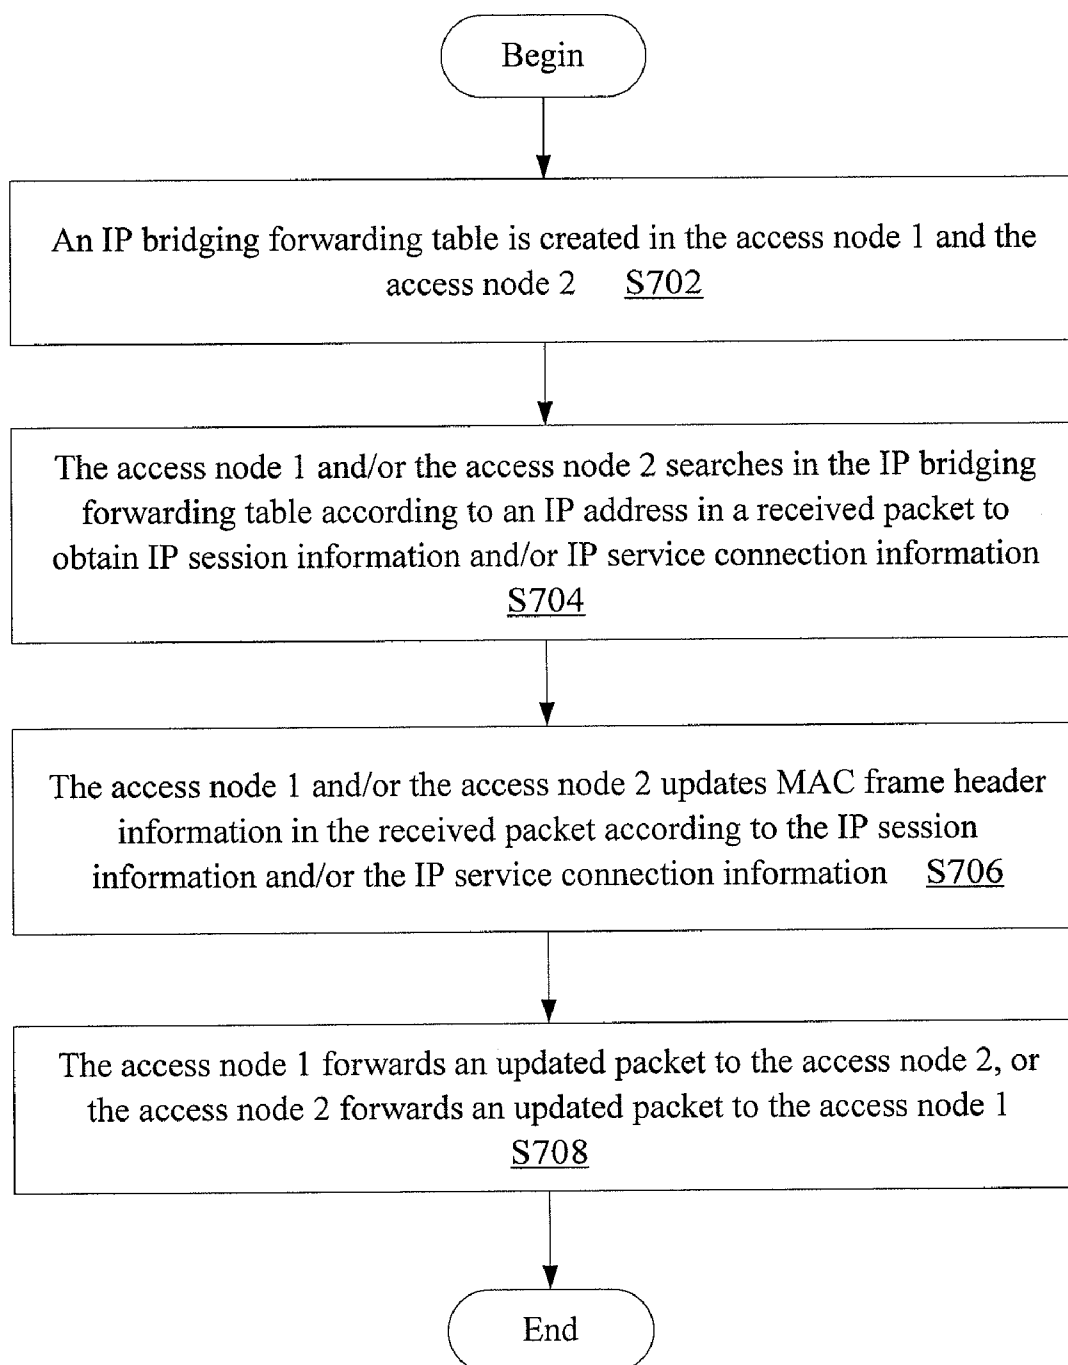 Begin
An IP bridging forwarding table is created in the access node 1 and the
access node 2 S702
The access node 1 and/or the access node 2 searches in the IP bridging
forwarding table according to an IP address in a received packet to
obtain IP session information and/or IP service connection information
S704
The access node 1 and/or the access node 2 updates MAC frame header
information in the received packet according to the IP session
information and/or the IP service connection information S706
The access node 1 forwards an updated packet to the access node 2, or
the access node 2 forwards an updated packet to the access node 1
S708
End